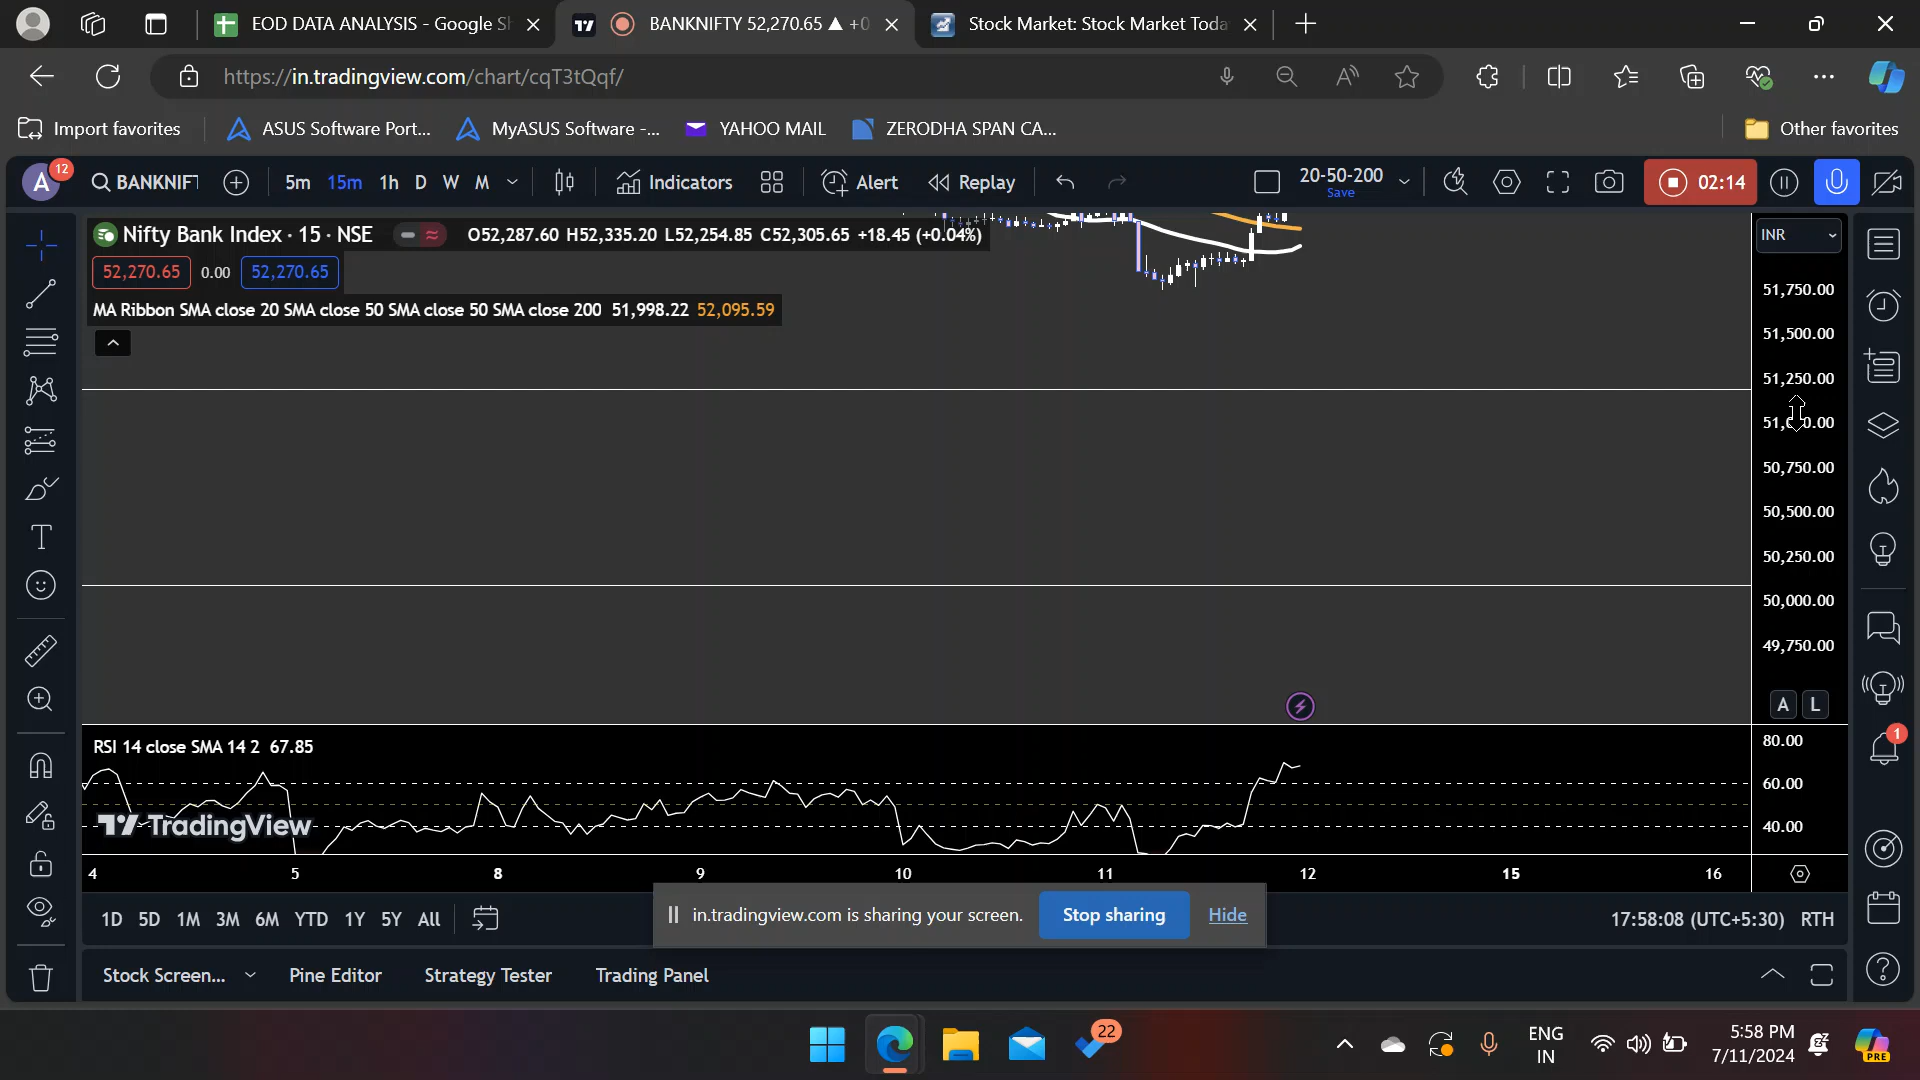 EOD DATA ANALYSIS - Google Sh
BANKNIFTY 52,270.65 ▲ +0
Stock Market: Stock Market Toda
https://in.tradingview.com/chart/cqT3tQqf/
Import favorites
ASUS Software Port...
MyASUS Software -...
YAHOO MAIL
ZERODHA SPAN CA...
Other favorites
A
12
BANKNIFT
5m 15m 1h D W M
Indicators
Alert
Replay
20-50-200
Save
02:14
Nifty Bank Index · 15 · NSE
O52,287.60 H52,335.20 L52,254.85 C52,305.65 +18.45 (+0.04%)
INR
52,270.65 0.00 52,270.65
MA Ribbon SMA close 20 SMA close 50 SMA close 50 SMA close 200 51,998.22 52,095.59
51,750.00
51,500.00
51,250.00
50,750.00
50,500.00
50,250.00
50,000.00
49,750.00
A L
RSI 14 close SMA 14 2 67.85
80.00
60.00
40.00
TradingView
4 5 8 9 10 11 12 15 16
1D 5D 1M 3M 6M YTD 1Y 5Y All
in.tradingview.com is sharing your screen.
Stop sharing
Hide
17:58:08 (UTC+5:30) RTH
1
Stock Screen...
Pine Editor
Strategy Tester
Trading Panel
22
ENG
IN
5:58 PM
7/11/2024
PRE